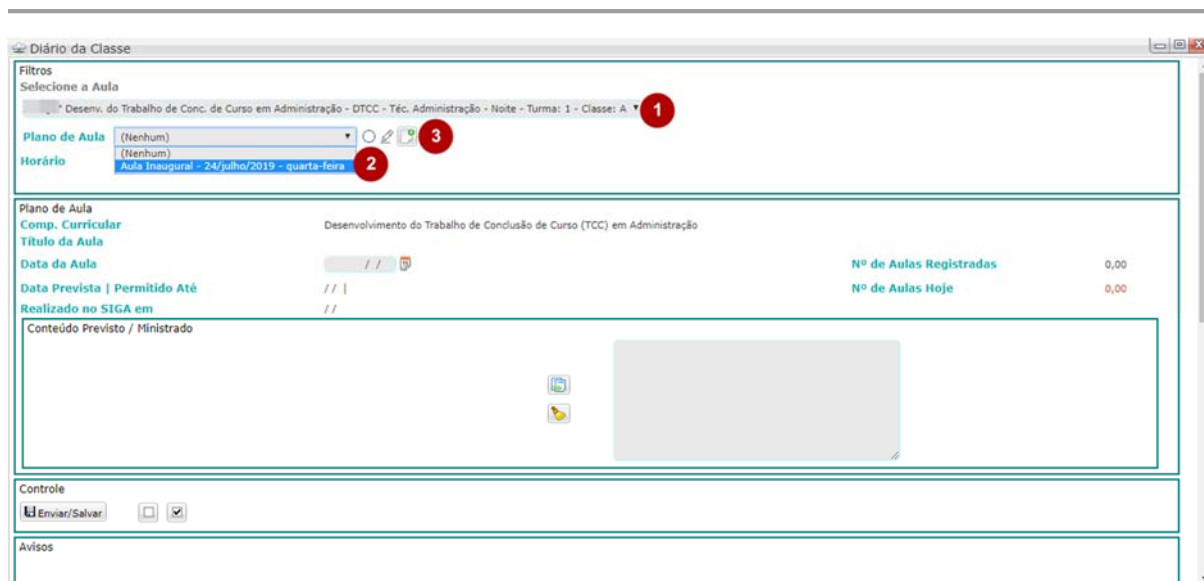 Diário da Classe
Filtros
Selecione a Aula
Desenv. do Trabalho de Conc. de Curso em Administração - DTCC - Téc. Administração - Noite - Turma: 1 - Classe: A
1
Plano de Aula (Nenhum) 3
(Nenhum)
Horário Aula Inaugural - 24/julho/2019 - quarta-feira 2
Plano de Aula
Comp. Curricular Desenvolvimento do Trabalho de Conclusão de Curso (TCC) em Administração
Título da Aula
Data da Aula / / Nº de Aulas Registradas 0,00
Data Prevista | Permitido Até / / | Nº de Aulas Hoje 0,00
Realizado no SIGA em / /
Conteúdo Previsto / Ministrado
Controle
Enviar/Salvar
Avisos